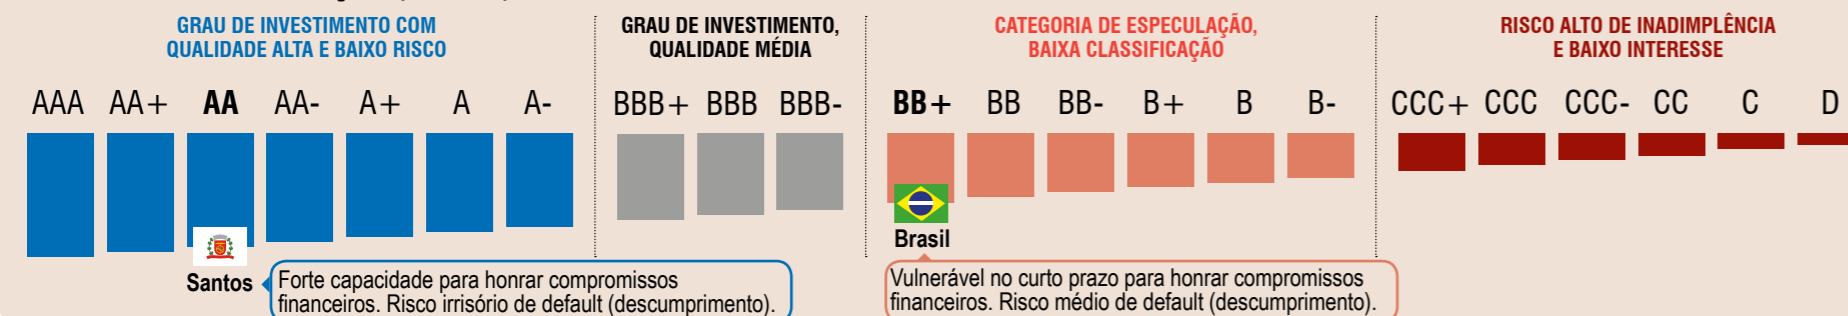 GRAU DE INVESTIMENTO COM
QUALIDADE ALTA E BAIXO RISCO
GRAU DE INVESTIMENTO,
QUALIDADE MÉDIA
CATEGORIA DE ESPECULAÇÃO,
BAIXA CLASSIFICAÇÃO
RISCO ALTO DE INADIMPLÊNCIA
E BAIXO INTERESSE
AAA AA+ AA AA- A+ A A- BBB+ BBB BBB- BB+ BB BB- B+ B B- CCC+ CCC CCC- CC C D
Santos
Forte capacidade para honrar compromissos
financeiros. Risco irrisório de default (descumprimento).
Brasil
Vulnerável no curto prazo para honrar compromissos
financeiros. Risco médio de default (descumprimento).